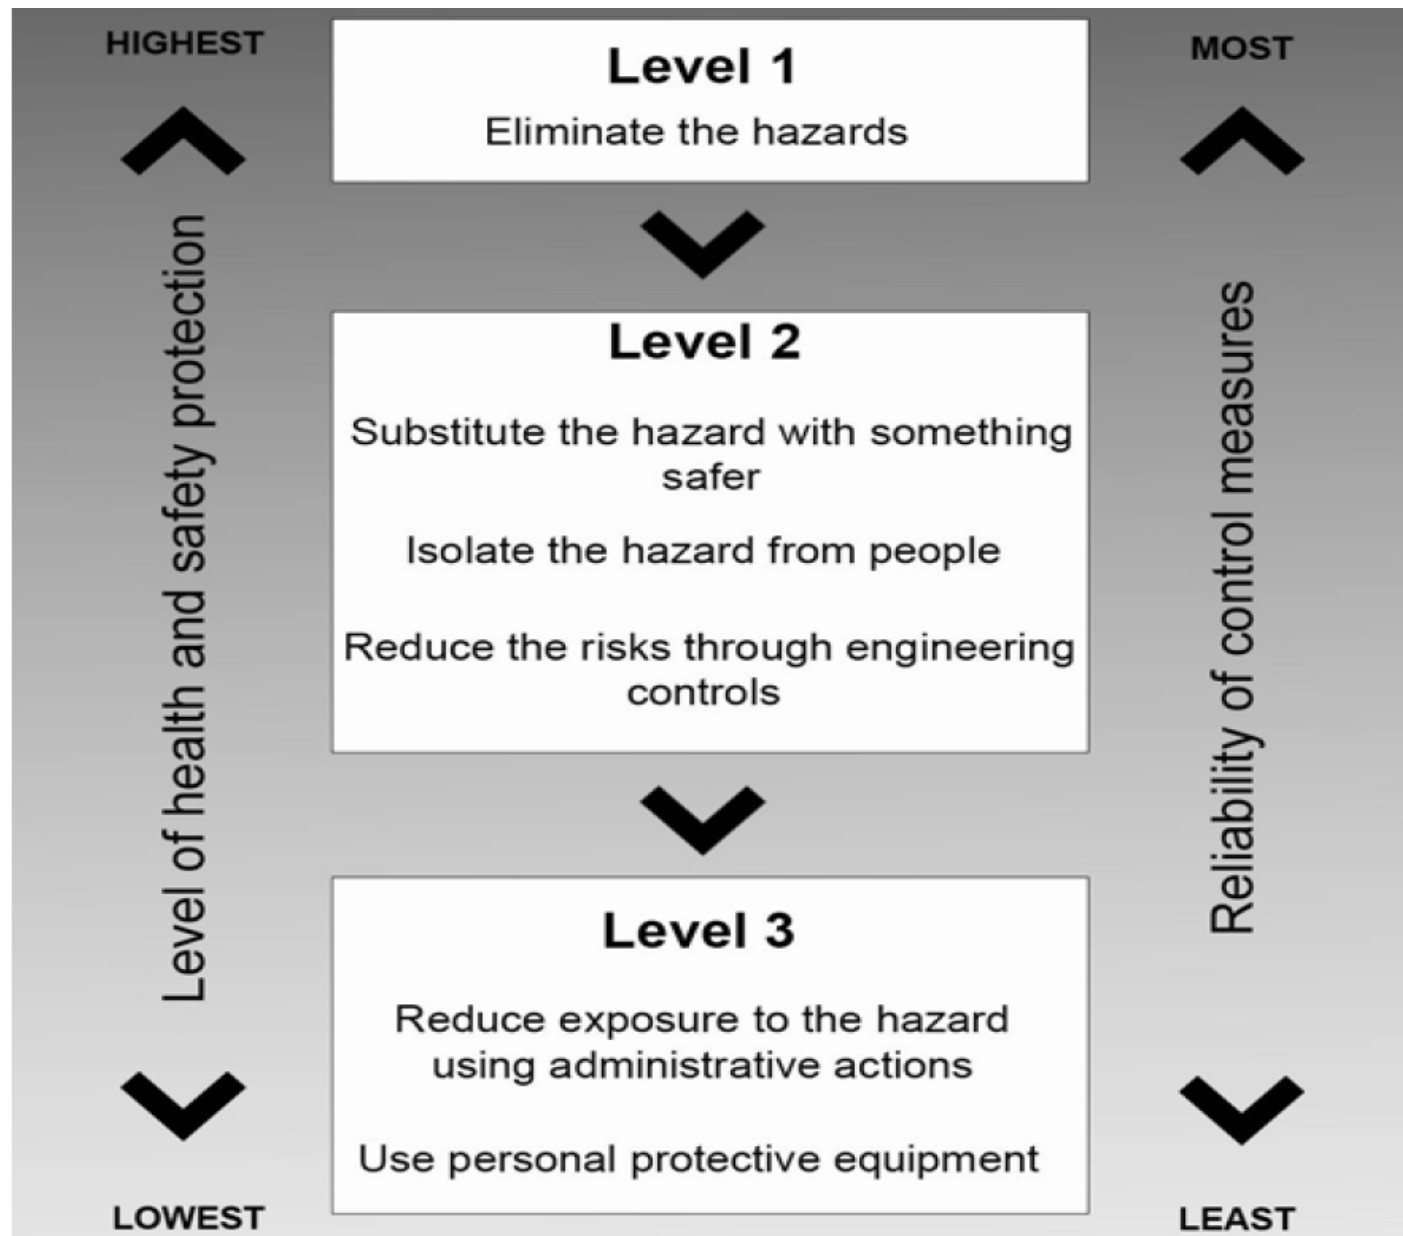 HIGHEST
Level 1
MOST
Eliminate the hazards
Level of health and safety protection
Reliability of control measures
Level 2
Substitute the hazard with something
safer
Isolate the hazard from people
Reduce the risks through engineering
controls
Level 3
Reduce exposure to the hazard
using administrative actions
Use personal protective equipment
LOWEST
LEAST